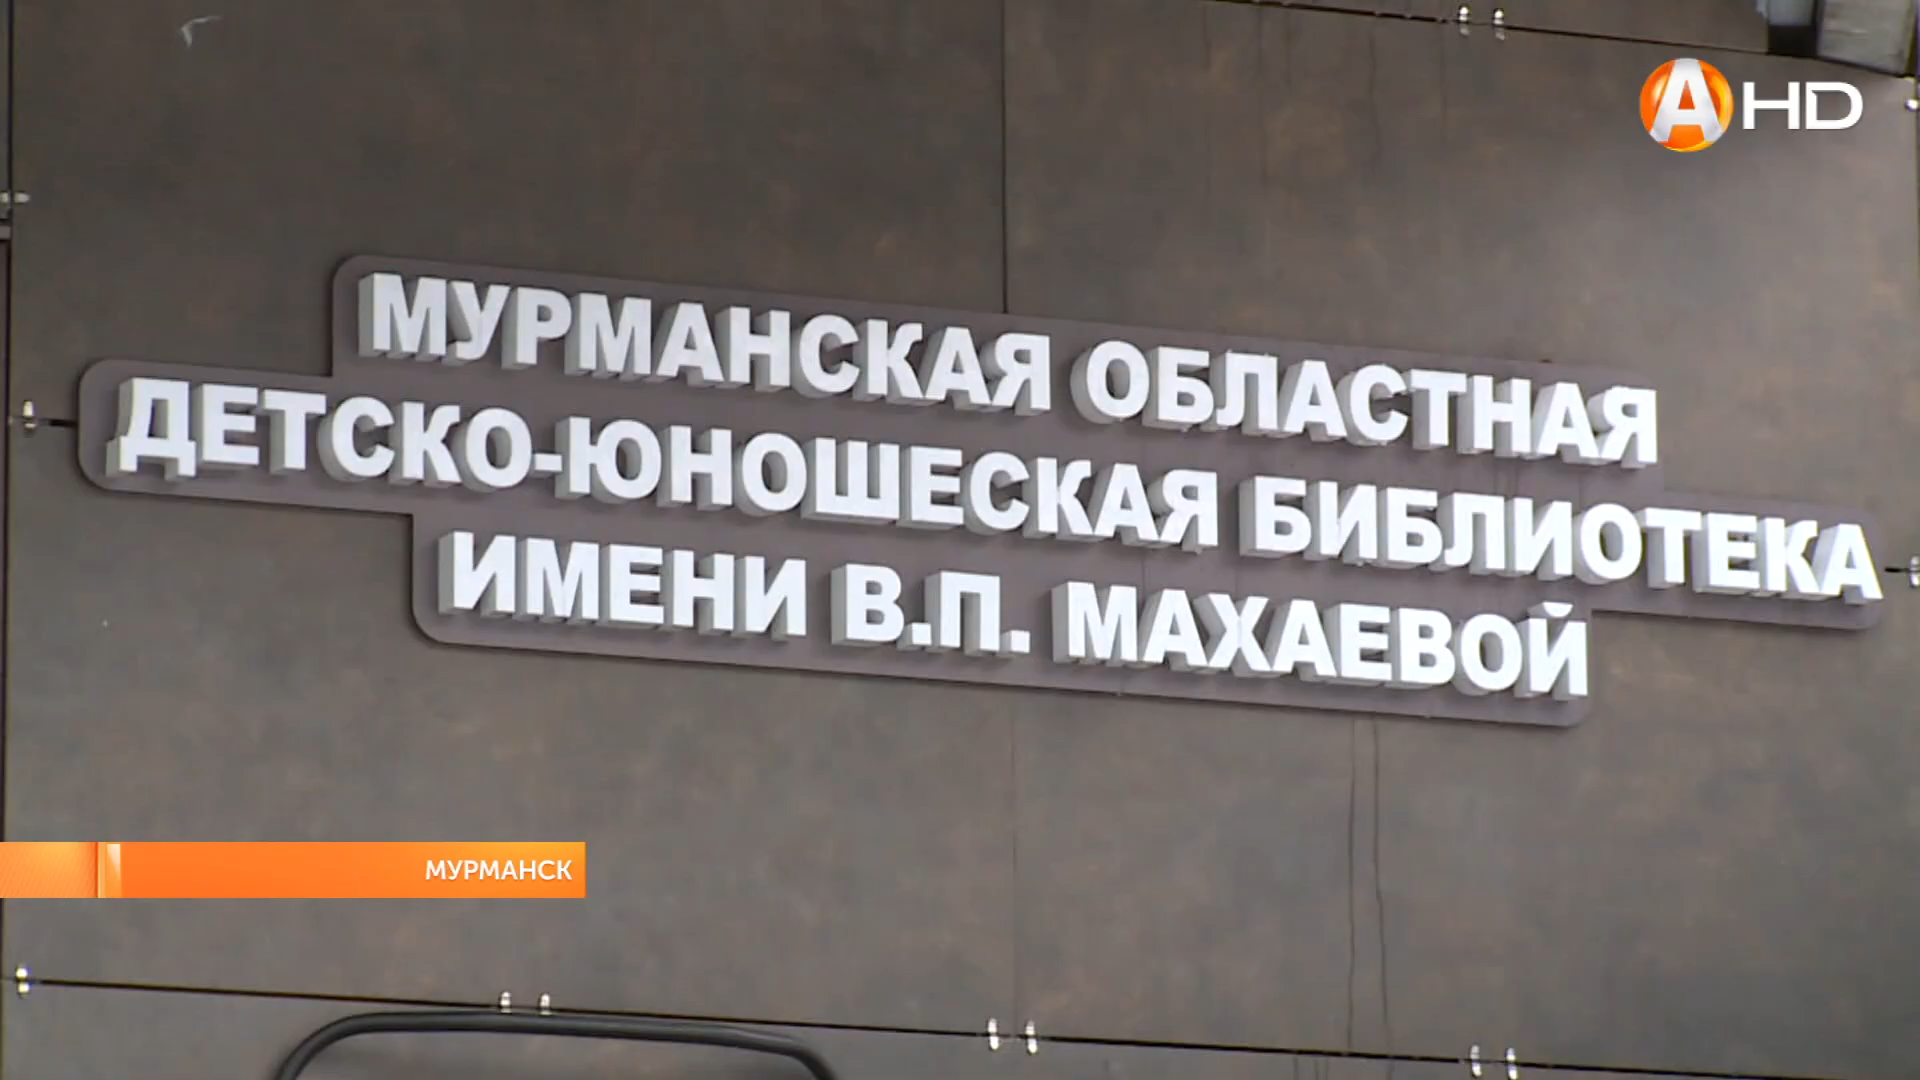 А HD
МУРМАНСКАЯ ОБЛАСТНАЯ
ДЕТСКО-ЮНОШЕСКАЯ БИБЛИОТЕКА
ИМЕНИ В.П. МАХАЕВОЙ
МУРМАНСК